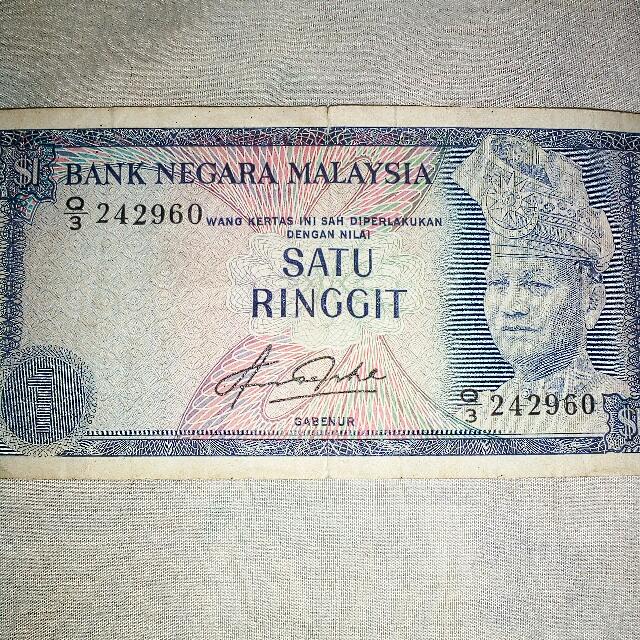 $1
BANK NEGARA MALAYSIA
Q/3 242960
WANG KERTAS INI SAH DIPERLAKUKAN
DENGAN NILAI
SATU
RINGGIT
GABENUR
Q/3 242960
1
$1